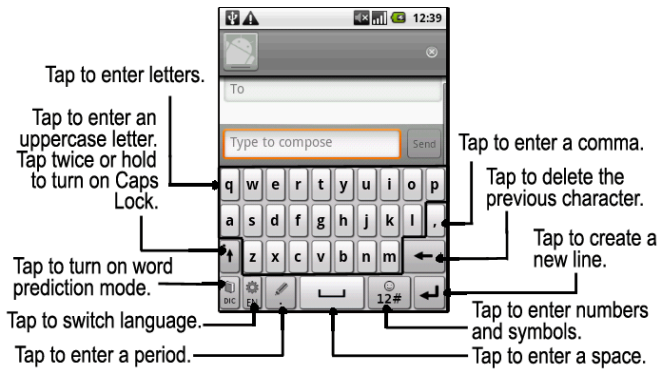 12:39
To
Type to compose
Send
q w e r t y u i o p
a s d f g h j k l ,
z x c v b n m
DIC EN . 12#
Tap to enter letters.
Tap to enter an
uppercase letter.
Tap twice or hold
to turn on Caps
Lock.
Tap to turn on word
prediction mode.
Tap to switch language.
Tap to enter a period.
Tap to enter a comma.
Tap to delete the
previous character.
Tap to create a
new line.
Tap to enter numbers
and symbols.
Tap to enter a space.